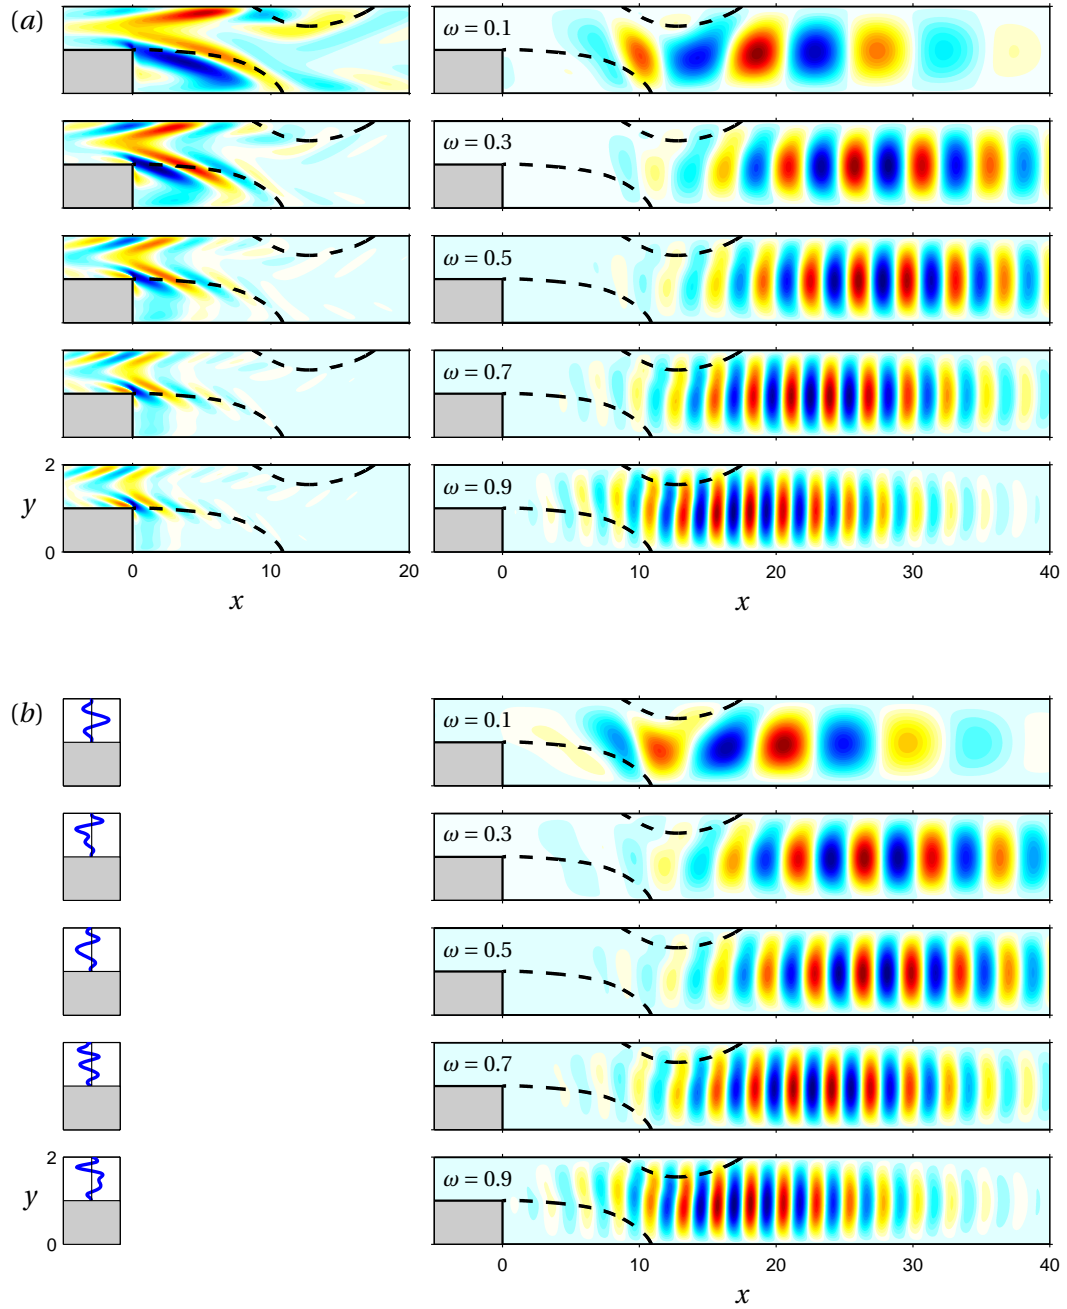 (a)
ω = 0.1
ω = 0.3
ω = 0.5
ω = 0.7
2
ω = 0.9
y
0
0 10 20 0 10 20 30 40
x x
(b)
ω = 0.1
ω = 0.3
ω = 0.5
ω = 0.7
2
ω = 0.9
y
0
0 10 20 30 40
x